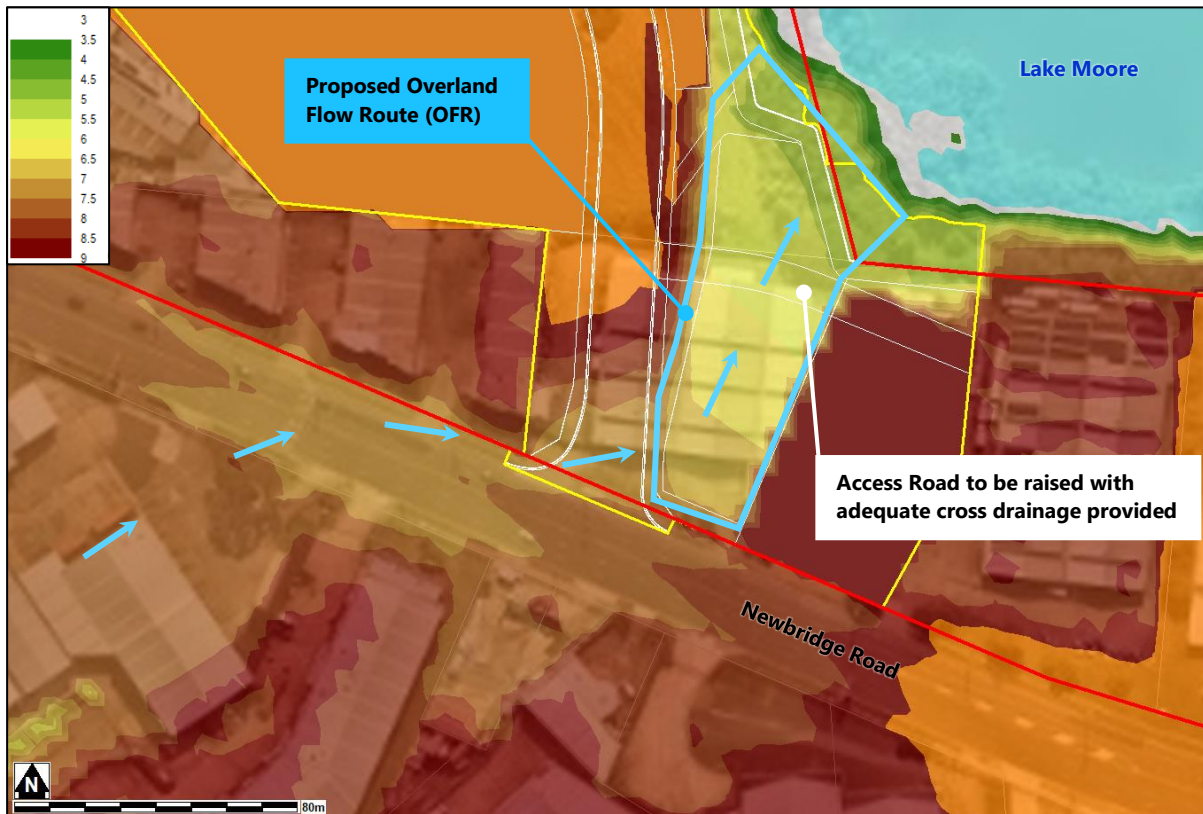 3
3.5
4
4.5
5
5.5
6
6.5
7
7.5
8
8.5
9
Proposed Overland
Flow Route (OFR)
Lake Moore
Access Road to be raised with
adequate cross drainage provided
Newbridge Road
N
80m